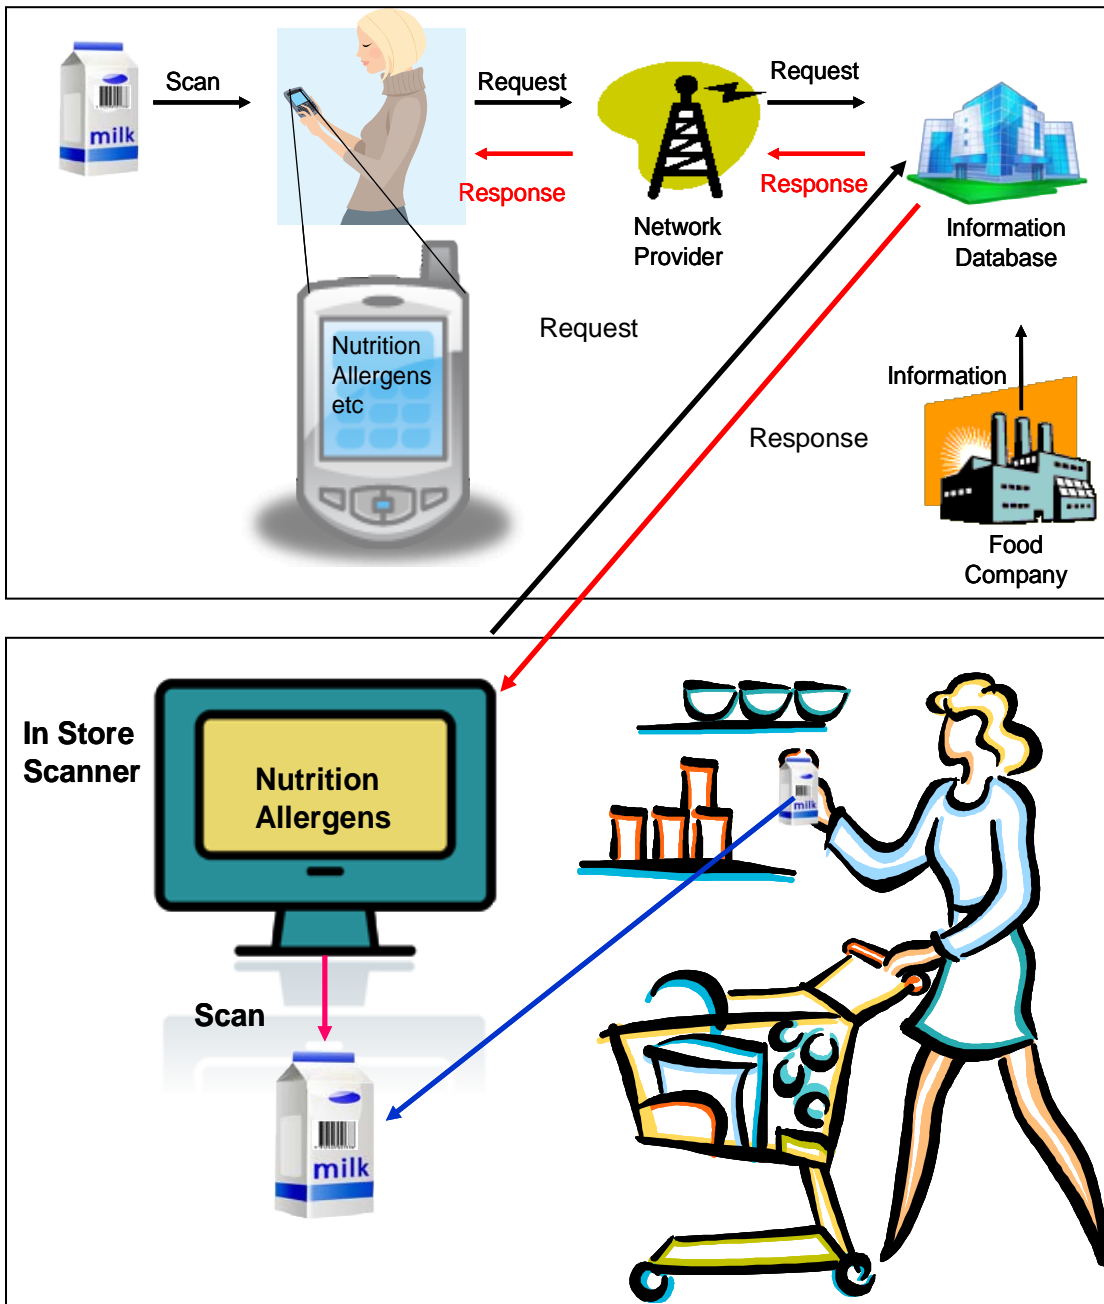 Scan
Request
Request
milk
Response
Response
Network
Provider
Information
Database
Request
Nutrition
Allergens
etc
Information
Response
Food
Company
In Store
Scanner
Nutrition
Allergens
milk
Scan
milk